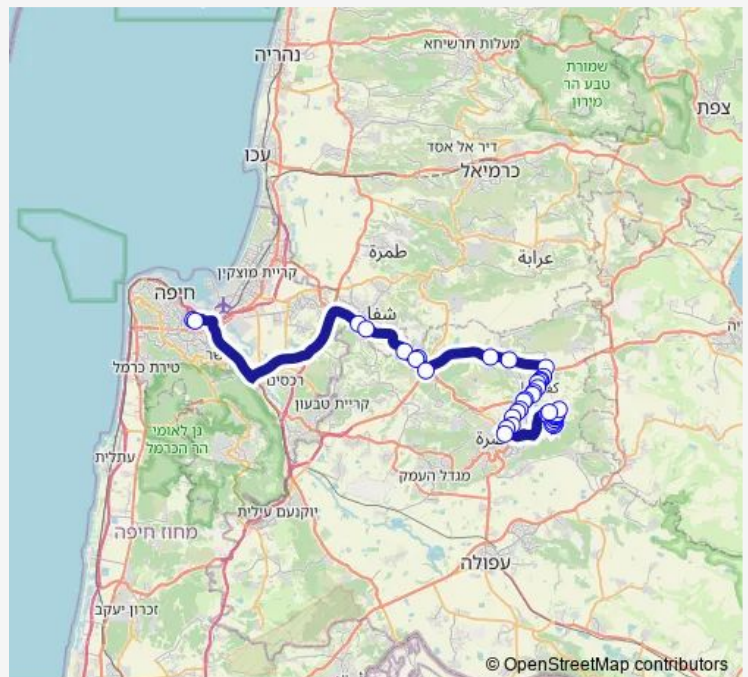 מעלות תרשיחא
נהריה
שמורת
טבע הר
מירון
צפת
דיר אל אסד
עכו
כרמיאל
טמרה
עראבה
קריית מוצקין
חיפה
שפו
טירת כרמל
רכסים
קריית טבעון
גן לאומי
הר הכרמל
עתלית
מגדל העמק
יוקנעם עילית
מחוז חיפה
עפולה
זכרון יעקב
© OpenStreetMap contributors